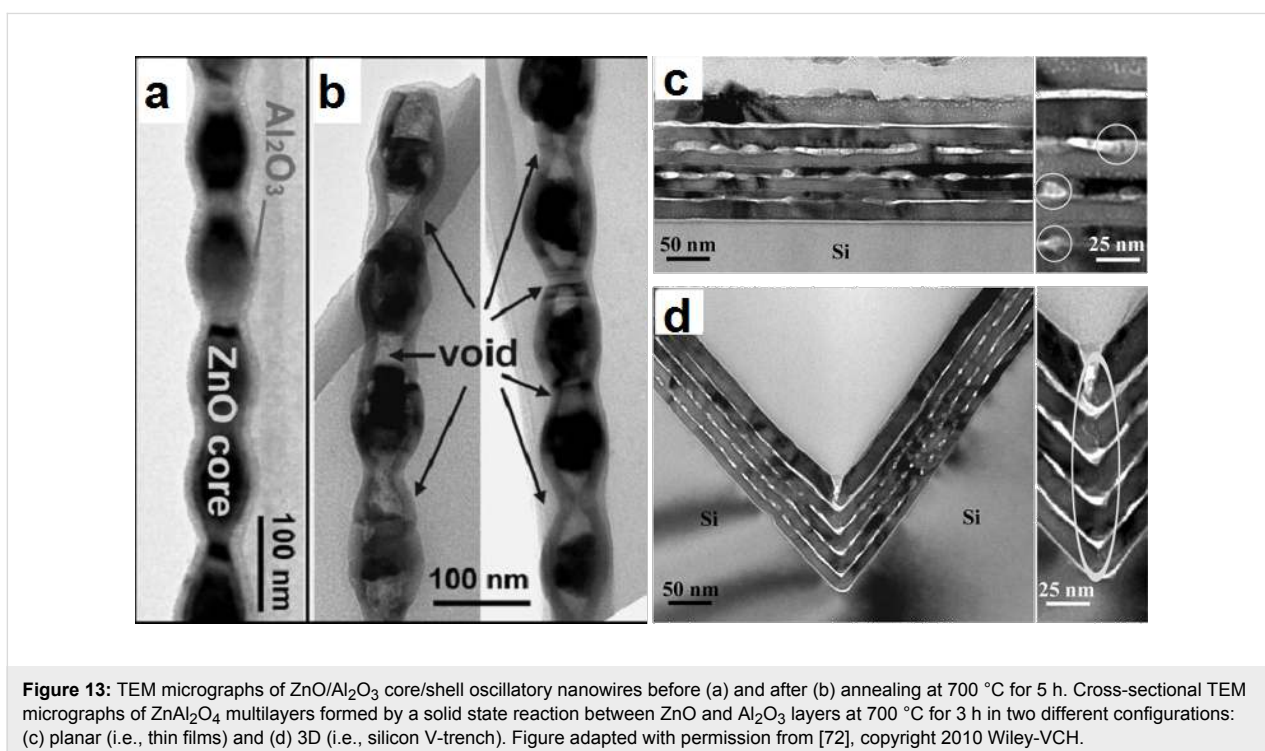 a
Al₂O₃
ZnO core
100 nm
b
void
100 nm
c
50 nm
Si
25 nm
d
Si
Si
50 nm
25 nm
Figure 13: TEM micrographs of ZnO/Al₂O₃ core/shell oscillatory nanowires before (a) and after (b) annealing at 700 °C for 5 h. Cross-sectional TEM
micrographs of ZnAl₂O₄ multilayers formed by a solid state reaction between ZnO and Al₂O₃ layers at 700 °C for 3 h in two different configurations:
(c) planar (i.e., thin films) and (d) 3D (i.e., silicon V-trench). Figure adapted with permission from [72], copyright 2010 Wiley-VCH.